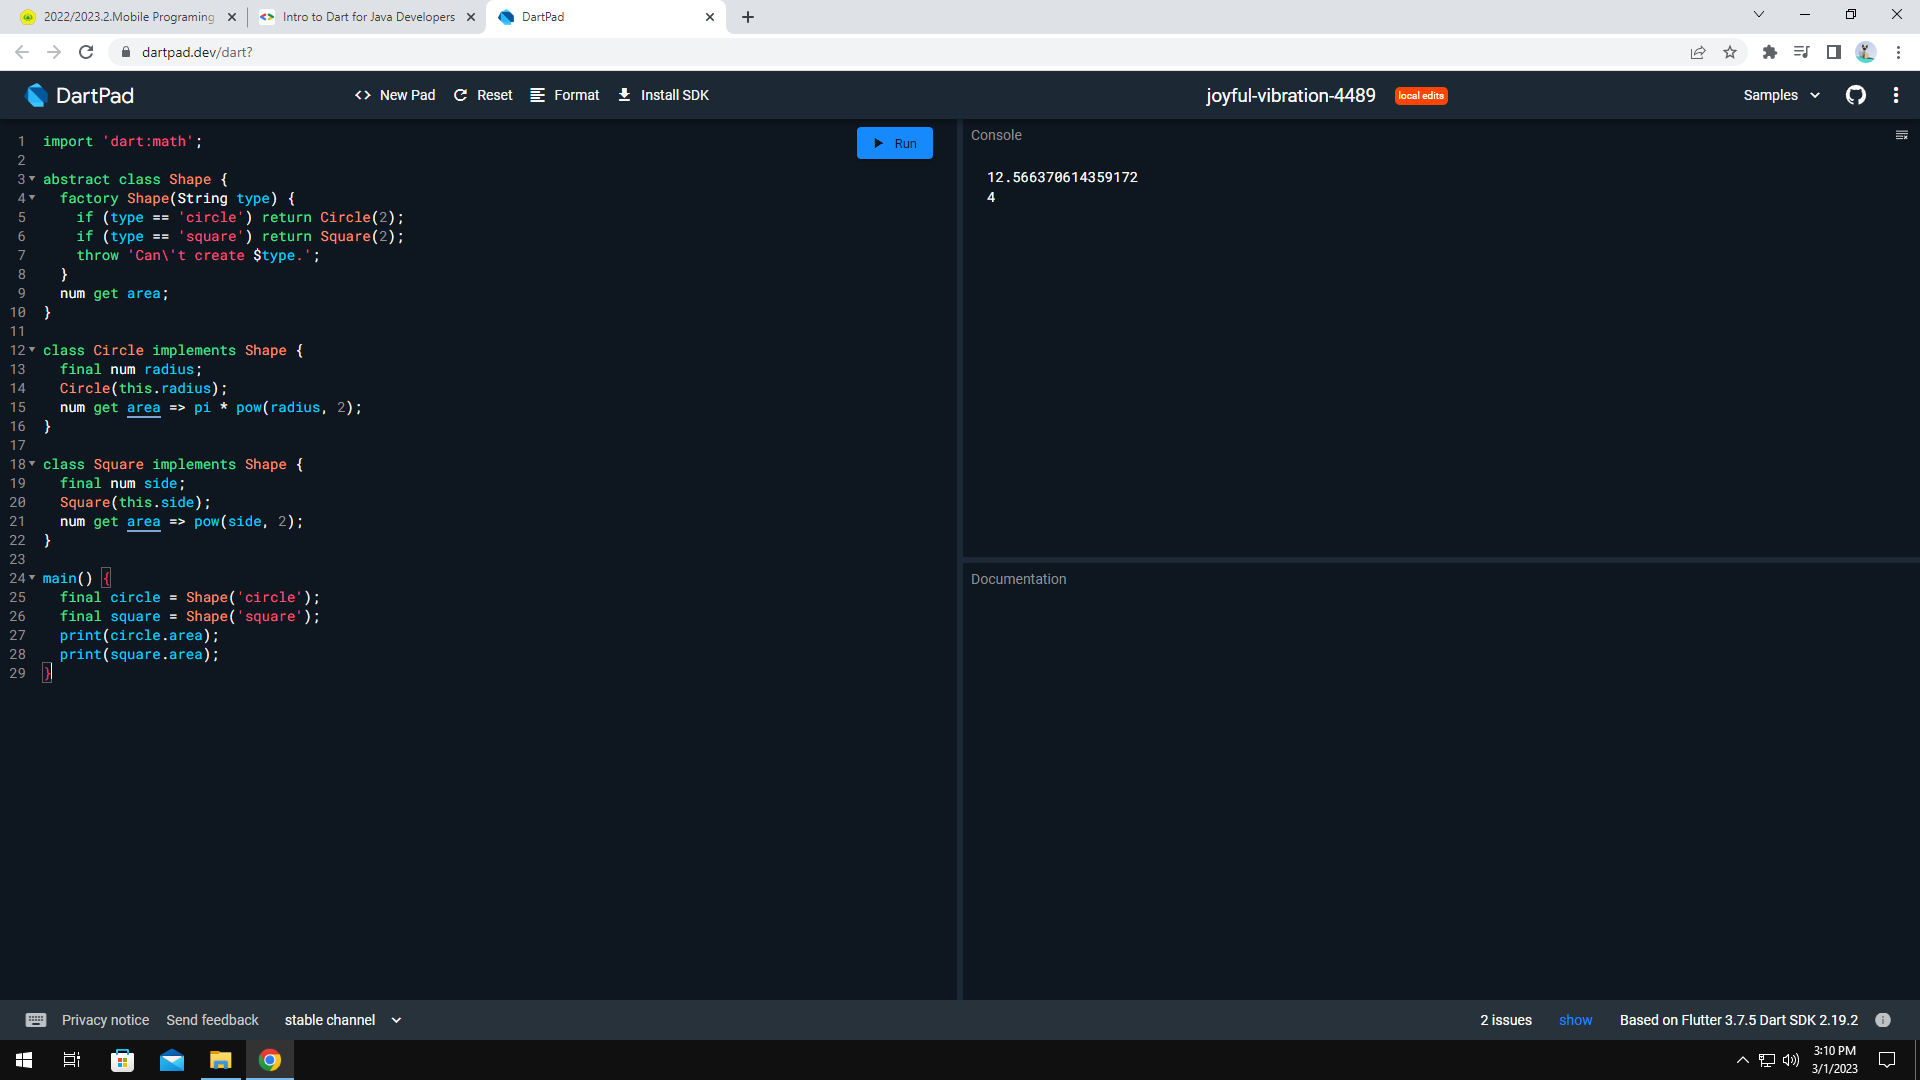 2022/2023.2.Mobile Programing
Intro to Dart for Java Developers
DartPad
dartpad.dev/dart?
DartPad
New Pad
Reset
Format
Install SDK
joyful-vibration-4489
local edits
Samples
1 import 'dart:math';
2
3 abstract class Shape {
4   factory Shape(String type) {
5     if (type == 'circle') return Circle(2);
6     if (type == 'square') return Square(2);
7     throw 'Can\'t create $type.';
8   }
9   num get area;
10 }
11
12 class Circle implements Shape {
13   final num radius;
14   Circle(this.radius);
15   num get area => pi * pow(radius, 2);
16 }
17
18 class Square implements Shape {
19   final num side;
20   Square(this.side);
21   num get area => pow(side, 2);
22 }
23
24 main() {
25   final circle = Shape('circle');
26   final square = Shape('square');
27   print(circle.area);
28   print(square.area);
29 }
Run
Console
12.566370614359172
4
Documentation
Privacy notice
Send feedback
stable channel
2 issues
show
Based on Flutter 3.7.5 Dart SDK 2.19.2
3:10 PM
3/1/2023